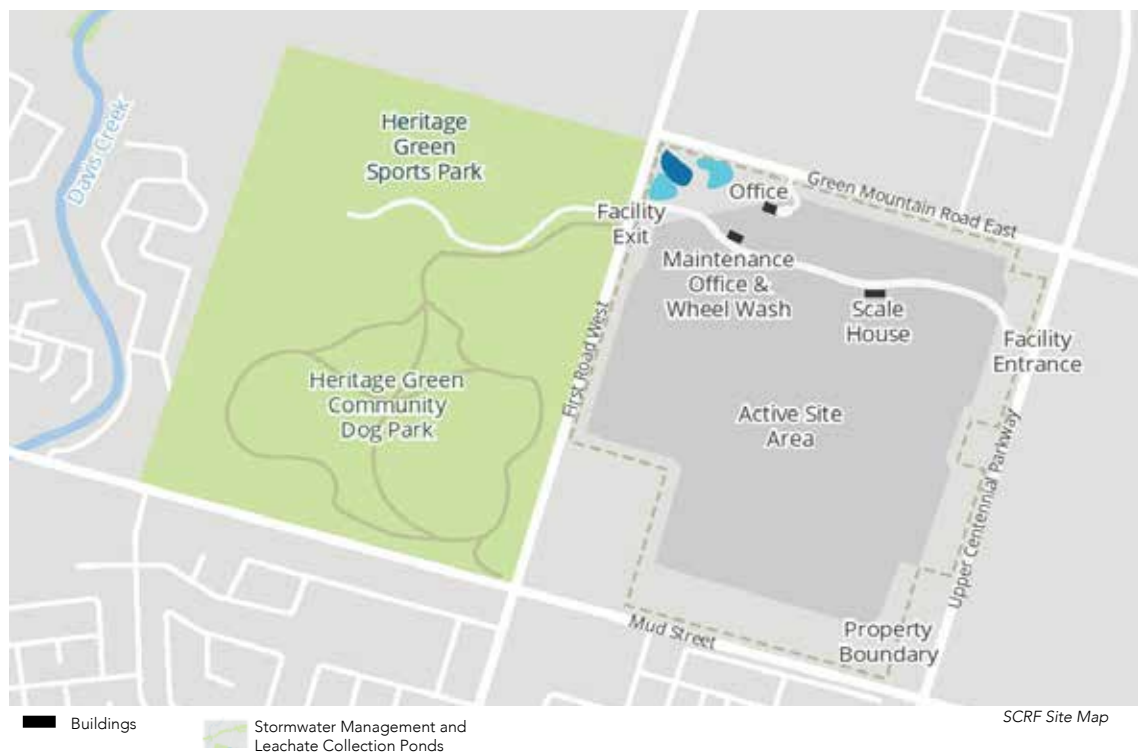 Davis Creek
Heritage
Green
Sports Park
Office
Green Mountain Road East
Facility
Exit
Maintenance
Office &
Wheel Wash
Scale
House
Facility
Entrance
First Road West
Heritage Green
Community
Dog Park
Active Site
Area
Upper Centennial Parkway
Mud Street
Property
Boundary
SCRF Site Map
Buildings
Stormwater Management and
Leachate Collection Ponds